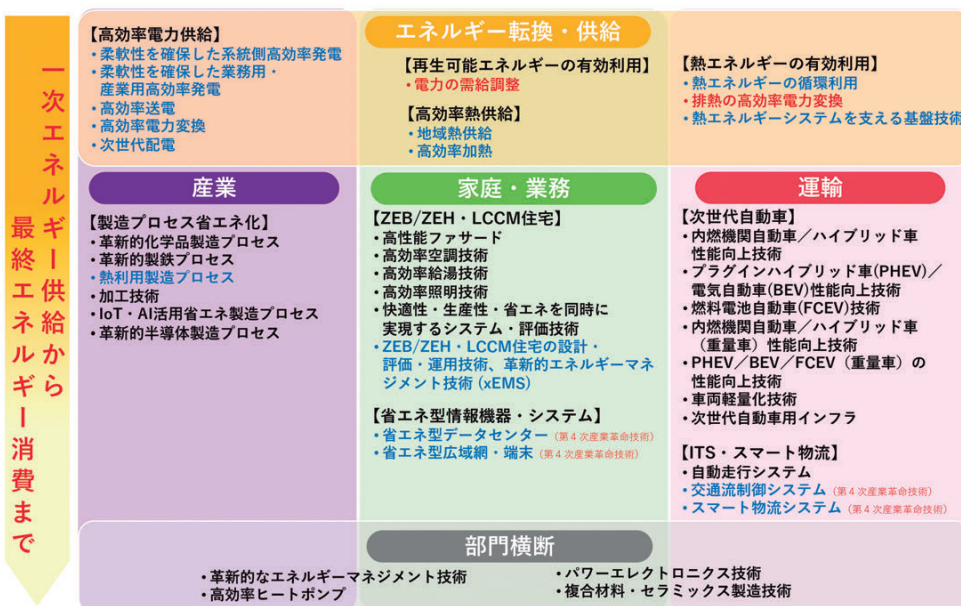 一次エネルギー供給から
最終エネルギー消費まで
エネルギー転換・供給
【高効率電力供給】
・柔軟性を確保した系統側高効率発電
・柔軟性を確保した業務用・
産業用高効率発電
・高効率送電
・高効率電力変換
・次世代配電
【再生可能エネルギーの有効利用】
・電力の需給調整
【高効率熱供給】
・地域熱供給
・高効率加熱
【熱エネルギーの有効利用】
・熱エネルギーの循環利用
・排熱の高効率電力変換
・熱エネルギーシステムを支える基盤技術
産業
【製造プロセス省エネ化】
・革新的化学品製造プロセス
・革新的製鉄プロセス
・熱利用製造プロセス
・加工技術
・IoT・AI活用省エネ製造プロセス
・革新的半導体製造プロセス
家庭・業務
【ZEB/ZEH・LCCM住宅】
・高性能ファサード
・高効率空調技術
・高効率給湯技術
・高効率照明技術
・快適性・生産性・省エネを同時に
実現するシステム・評価技術
・ZEB/ZEH・LCCM住宅の設計・
評価・運用技術、革新的エネルギーマネ
ジメント技術(xEMS)
【省エネ型情報機器・システム】
・省エネ型データセンター(第4次産業革命技術)
・省エネ型広域網・端末(第4次産業革命技術)
運輸
【次世代自動車】
・内燃機関自動車／ハイブリッド車
性能向上技術
・プラグインハイブリッド車(PHEV)／
電気自動車(BEV)性能向上技術
・燃料電池自動車(FCEV)技術
・内燃機関自動車／ハイブリッド車
（重量車）性能向上技術
・PHEV／BEV／FCEV（重量車）の
性能向上技術
・車両軽量化技術
・次世代自動車用インフラ
【ITS・スマート物流】
・自動走行システム
・交通流制御システム(第4次産業革命技術)
・スマート物流システム(第4次産業革命技術)
部門横断
・革新的なエネルギーマネジメント技術
・高効率ヒートポンプ
・パワーエレクトロニクス技術
・複合材料・セラミックス製造技術